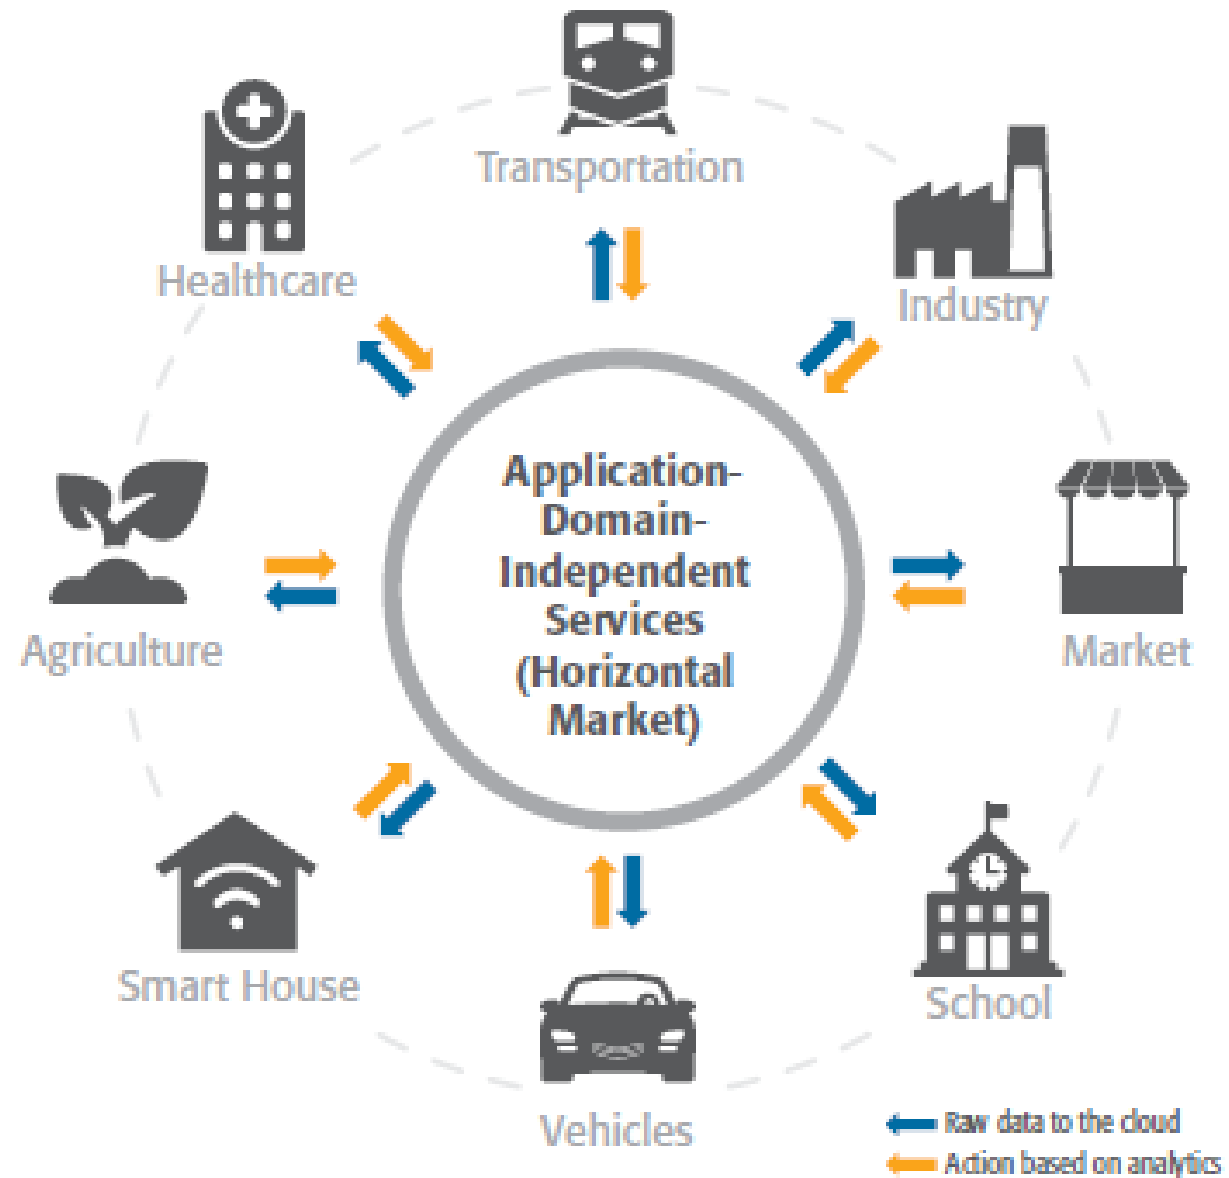 Transportation
Healthcare
Industry
Application-
Domain-
Independent
Services
(Horizontal
Market)
Agriculture
Market
Smart House
School
Vehicles
Raw data to the cloud
Action based on analytics